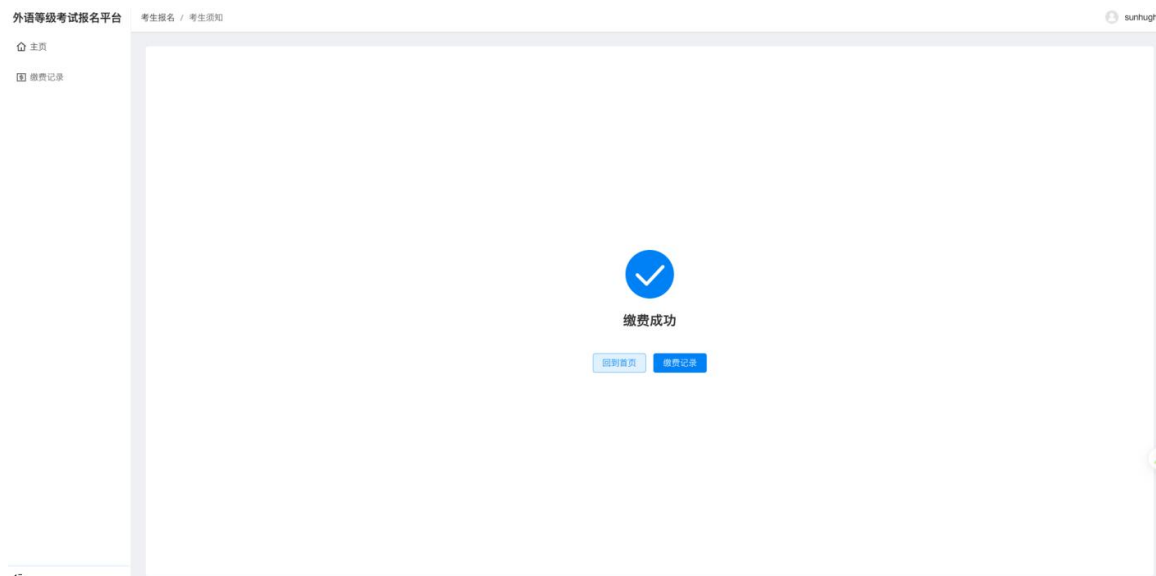 外语等级考试报名平台
考生报名 / 考生须知
主页
缴费记录
缴费成功
回到首页
缴费记录